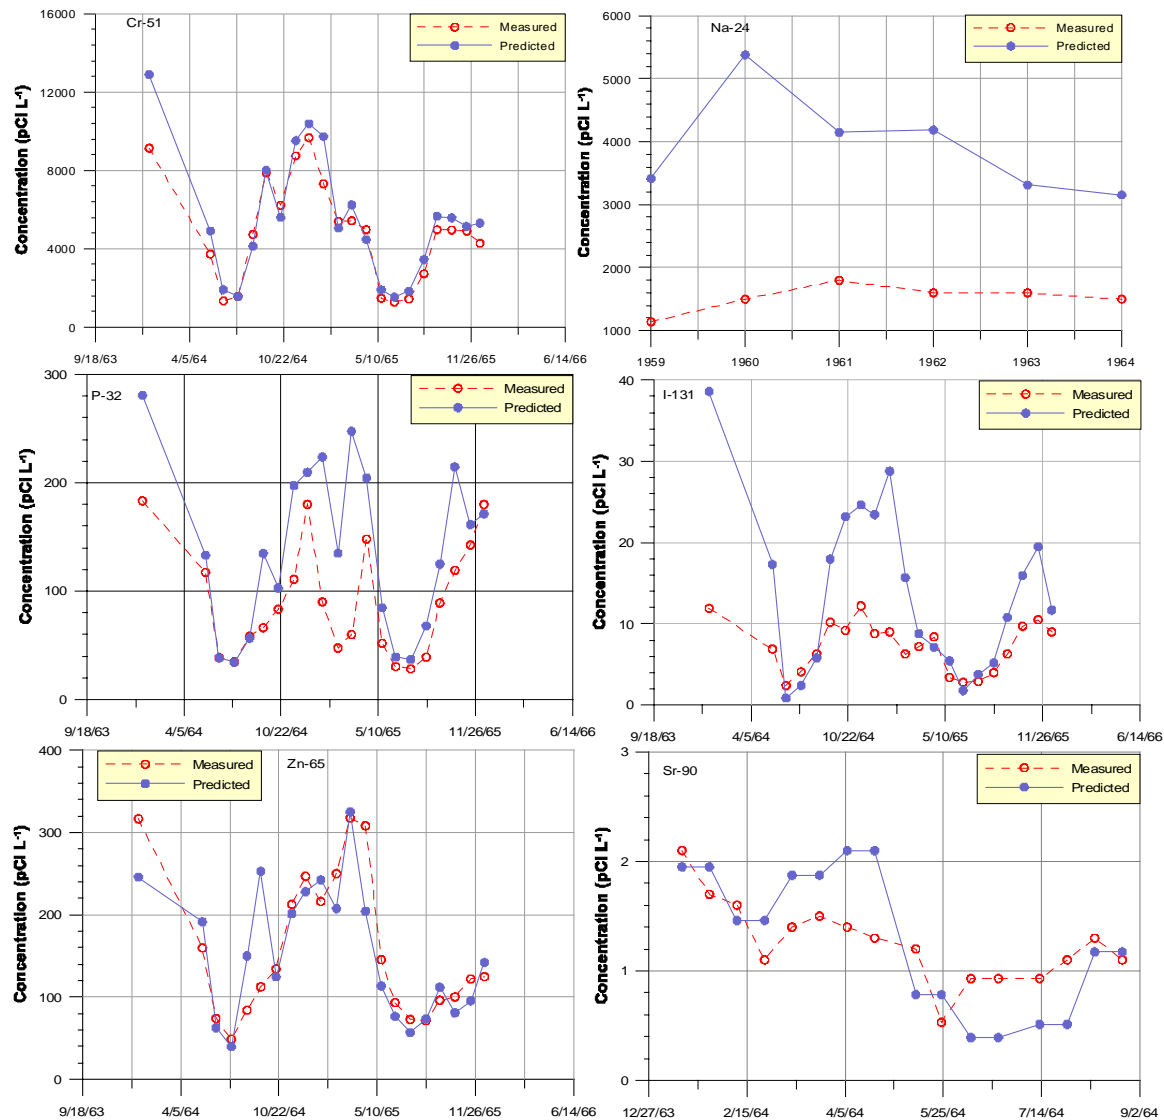 Cr-51
Measured
Predicted
Concentration (pCi L-1)
16000
12000
8000
4000
0
9/18/63 4/5/64 10/22/64 5/10/65 11/26/65 6/14/66
Na-24
Measured
Predicted
Concentration (pCi L-1)
6000
5000
4000
3000
2000
1000
1959 1960 1961 1962 1963 1964
P-32
Measured
Predicted
Concentration (pCi L-1)
300
200
100
0
9/18/63 4/5/64 10/22/64 5/10/65 11/26/65 6/14/66
I-131
Measured
Predicted
Concentration (pCi L-1)
40
30
20
10
0
9/18/63 4/5/64 10/22/64 5/10/65 11/26/65 6/14/66
Zn-65
Measured
Predicted
Concentration (pCi L-1)
400
300
200
100
0
9/18/63 4/5/64 10/22/64 5/10/65 11/26/65 6/14/66
Sr-90
Measured
Predicted
Concentration (pCi L-1)
3
2
1
0
12/27/63 2/15/64 4/5/64 5/25/64 7/14/64 9/2/64